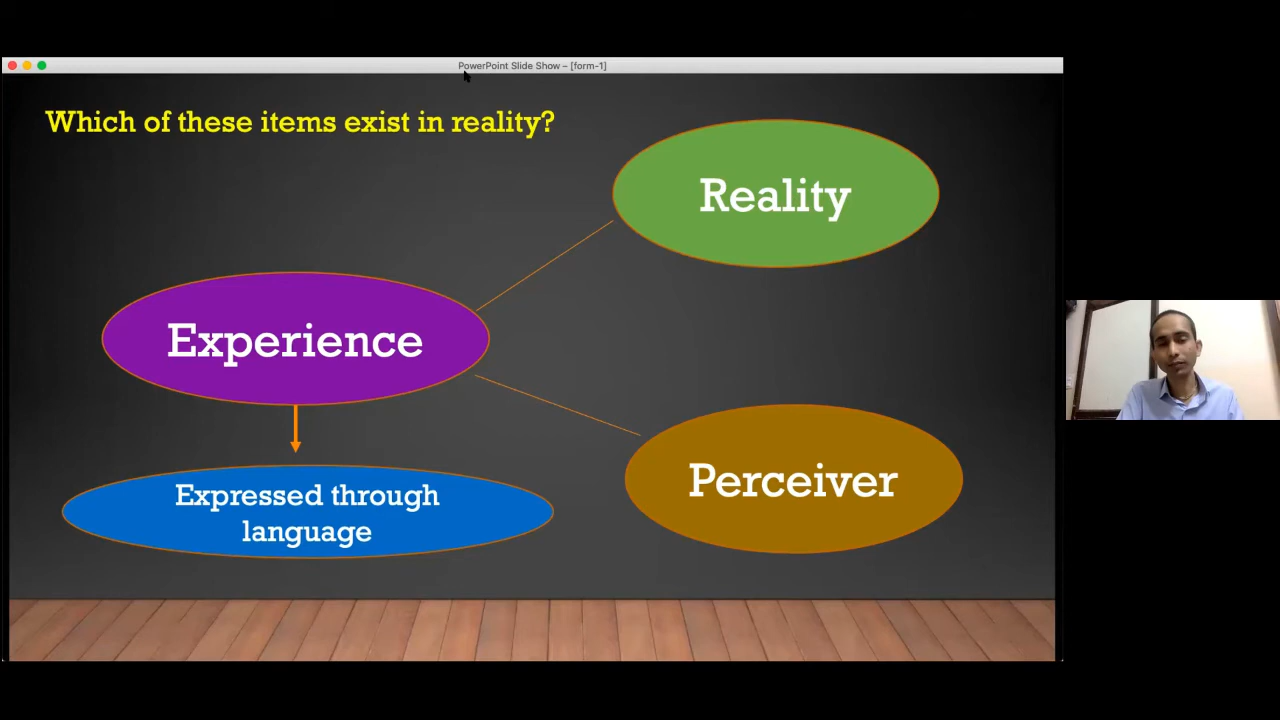 PowerPoint Slide Show – [form-1]
Which of these items exist in reality?
Reality
Experience
Perceiver
Expressed through
language